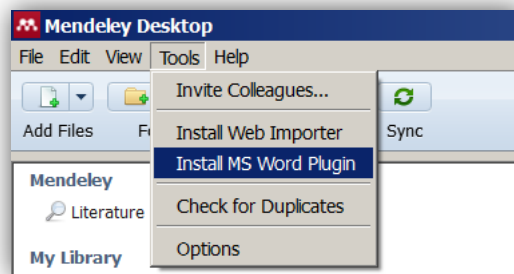 Mendeley Desktop
File Edit View Tools Help
Invite Colleagues...
Add Files
Sync
Install Web Importer
Install MS Word Plugin
Mendeley
Literature
Check for Duplicates
Options
My Library